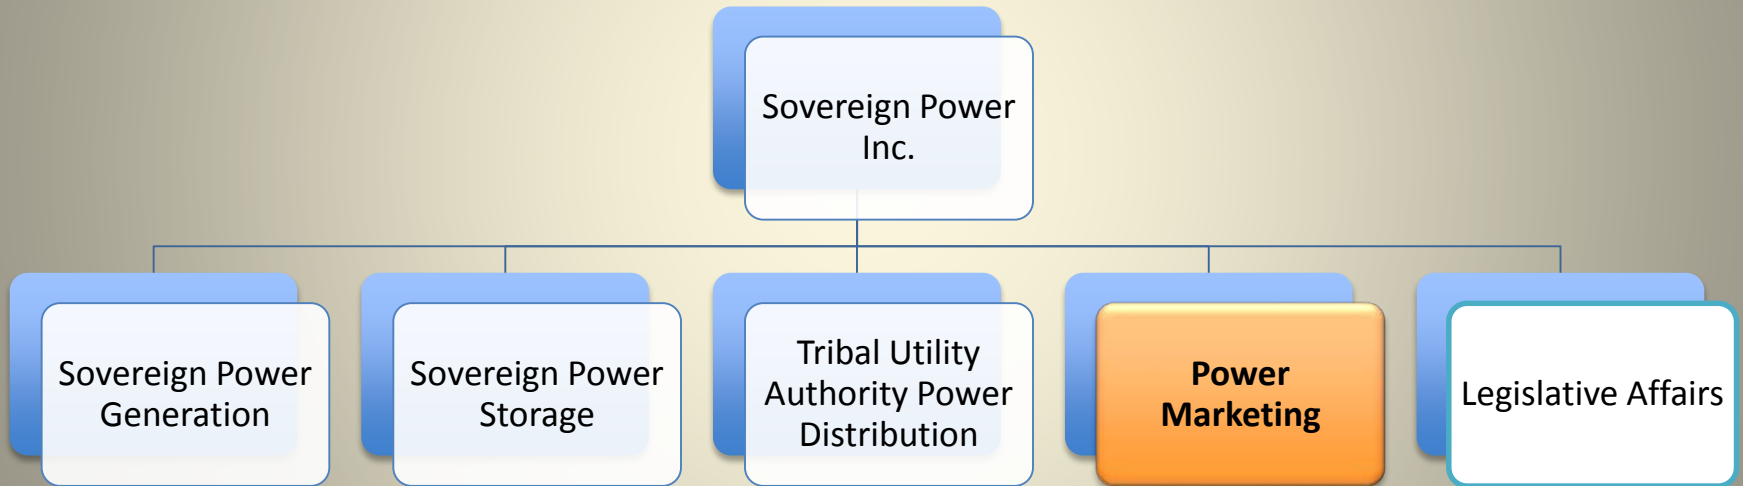 Sovereign Power
Inc.
Sovereign Power
Generation
Sovereign Power
Storage
Tribal Utility
Authority Power
Distribution
Power
Marketing
Legislative Affairs